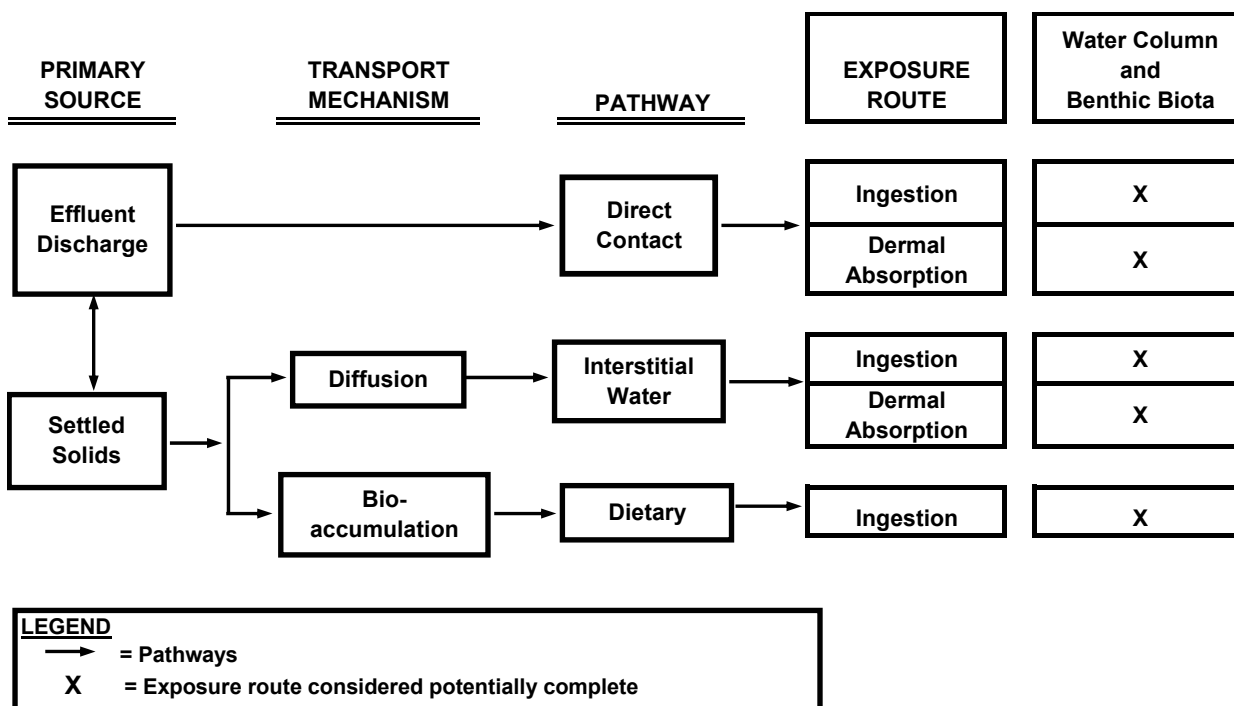 PRIMARY
SOURCE
TRANSPORT
MECHANISM
PATHWAY
EXPOSURE
ROUTE
Water Column
and
Benthic Biota
Effluent
Discharge
Direct
Contact
Ingestion
X
Dermal
Absorption
X
Settled
Solids
Diffusion
Interstitial
Water
Ingestion
X
Dermal
Absorption
X
Bio-
accumulation
Dietary
Ingestion
X
LEGEND
= Pathways
X = Exposure route considered potentially complete